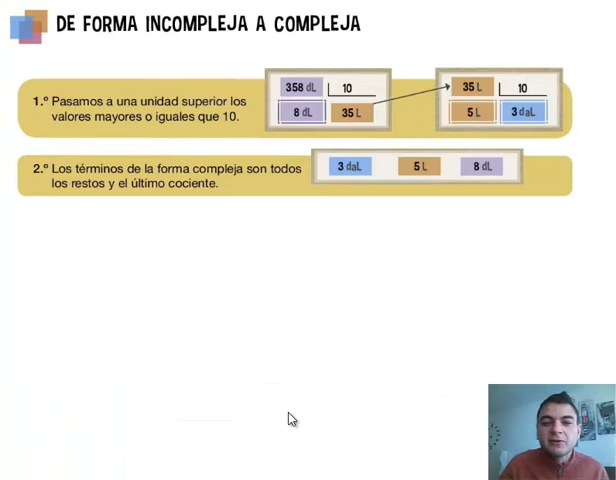 DE FORMA INCOMPLEJA A COMPLEJA
1.º Pasamos a una unidad superior los
valores mayores o iguales que 10.
358 dL 10
8 dL 35 L
35 L 10
5 L 3 daL
2.º Los términos de la forma compleja son todos
los restos y el último cociente.
3 daL 5 L 8 dL